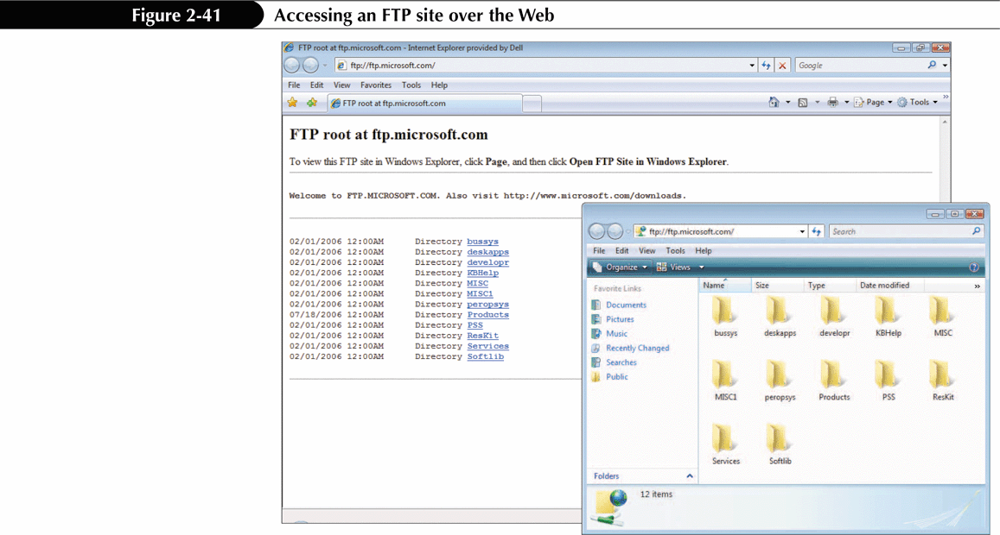 Figure 2-41 Accessing an FTP site over the Web
FTP root at ftp.microsoft.com - Internet Explorer provided by Dell
ftp://ftp.microsoft.com/
Google
File Edit View Favorites Tools Help
FTP root at ftp.microsoft.com
Page Tools
FTP root at ftp.microsoft.com
To view this FTP site in Windows Explorer, click Page, and then click Open FTP Site in Windows Explorer.
Welcome to FTP.MICROSOFT.COM. Also visit http://www.microsoft.com/downloads.
02/01/2006 12:00AM Directory bussys
02/01/2006 12:00AM Directory deskapps
02/01/2006 12:00AM Directory developr
02/01/2006 12:00AM Directory KBHelp
02/01/2006 12:00AM Directory MISC
02/01/2006 12:00AM Directory MISC1
02/01/2006 12:00AM Directory peropsys
07/18/2006 12:00AM Directory Products
02/01/2006 12:00AM Directory PSS
02/01/2006 12:00AM Directory ResKit
02/01/2006 12:00AM Directory Services
02/01/2006 12:00AM Directory Softlib
ftp://ftp.microsoft.com/
Search
File Edit View Tools Help
Organize Views
Favorite Links
Documents
Pictures
Music
Recently Changed
Searches
Public
Folders
Name Size Type Date modified »
bussys deskapps developr KBHelp MISC
MISC1 peropsys Products PSS ResKit
Services Softlib
12 items